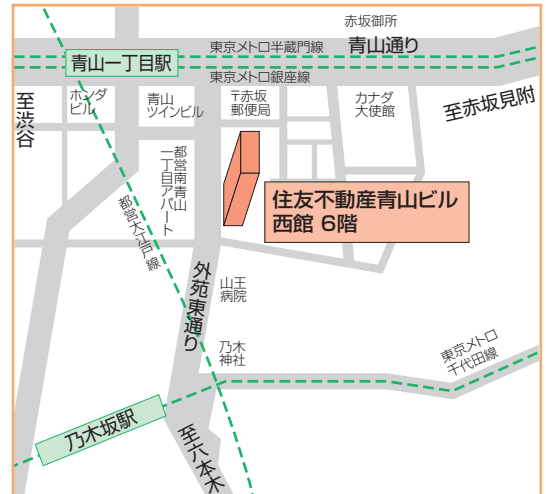 赤坂御所
東京メトロ半蔵門線
青山通り
青山一丁目駅
東京メトロ銀座線
至渋谷
ホンダ
ビル
青山
ツインビル
〒赤坂
郵便局
カナダ
大使館
至赤坂見附
都営南青山
一丁目アパート
住友不動産青山ビル
西館 6階
都営大江戸線
外苑東通り
山王
病院
乃木
神社
東京メトロ
千代田線
乃木坂駅
至六本木